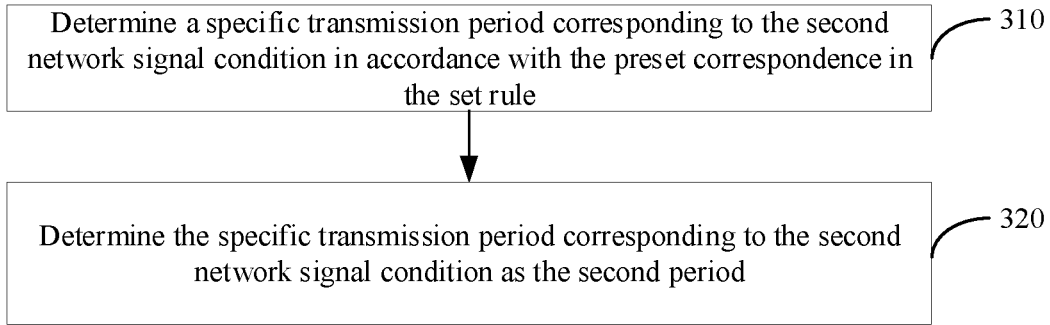 Determine a specific transmission period corresponding to the second
network signal condition in accordance with the preset correspondence in
the set rule
310
Determine the specific transmission period corresponding to the second
network signal condition as the second period
320